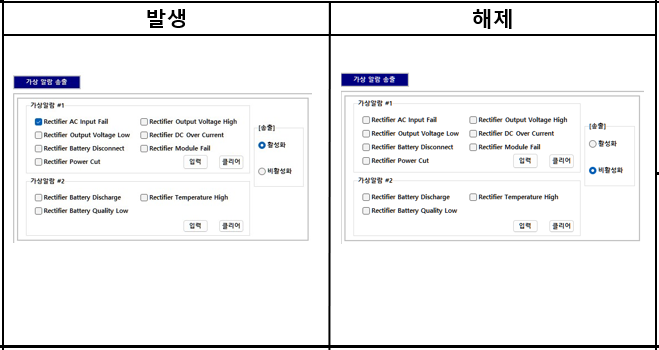 발생 해제
가상 알람 송출
가상알람 #1
Rectifier AC Input Fail Rectifier Output Voltage High
Rectifier Output Voltage Low Rectifier DC Over Current
Rectifier Battery Disconnect Rectifier Module Fail
Rectifier Power Cut 입력 클리어
[송출]
활성화
비활성화
가상알람 #2
Rectifier Battery Discharge Rectifier Temperature High
Rectifier Battery Quality Low
입력 클리어
가상 알람 송출
가상알람 #1
Rectifier AC Input Fail Rectifier Output Voltage High
Rectifier Output Voltage Low Rectifier DC Over Current
Rectifier Battery Disconnect Rectifier Module Fail
Rectifier Power Cut 입력 클리어
[송출]
활성화
비활성화
가상알람 #2
Rectifier Battery Discharge Rectifier Temperature High
Rectifier Battery Quality Low
입력 클리어